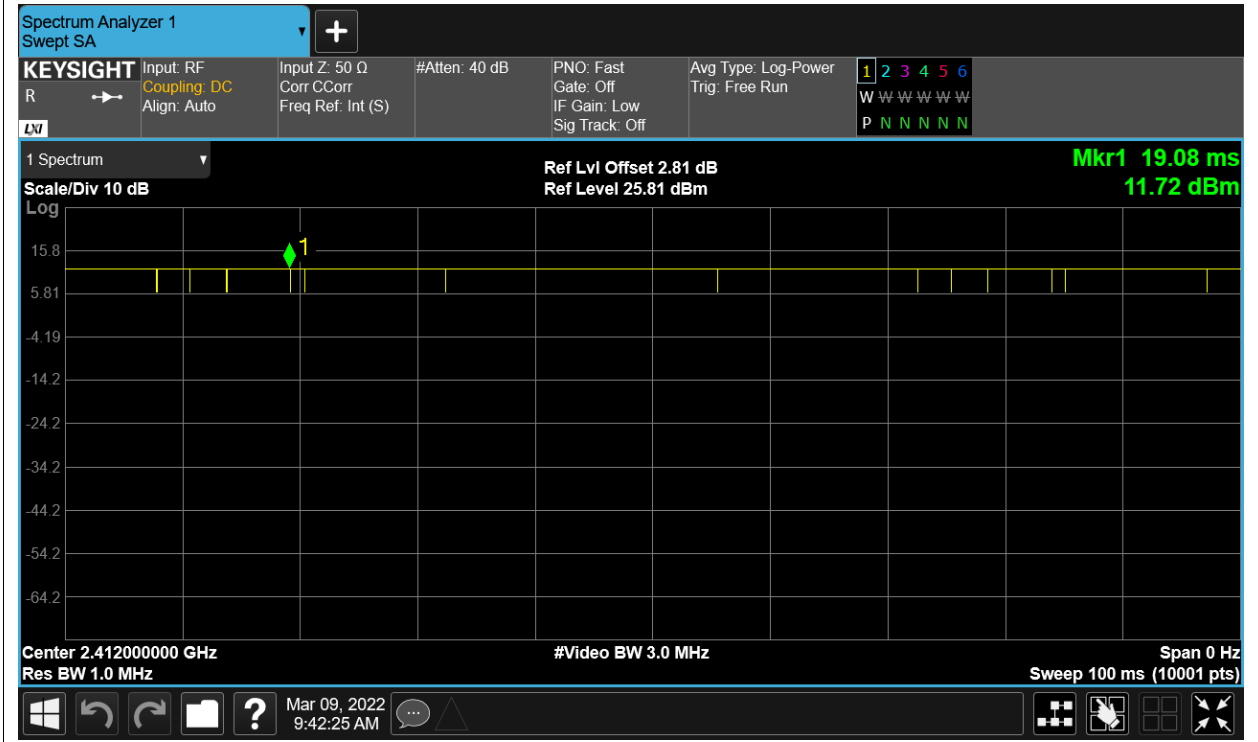 Spectrum Analyzer 1
Swept SA
+
KEYSIGHT
R
LXI
Input: RF
Coupling: DC
Align: Auto
Input Z: 50 Ω
Corr CCorr
Freq Ref: Int (S)
#Atten: 40 dB
PNO: Fast
Gate: Off
IF Gain: Low
Sig Track: Off
Avg Type: Log-Power
Trig: Free Run
1 2 3 4 5 6
W W W W W W
P N N N N N
1 Spectrum
Scale/Div 10 dB
Log
Ref Lvl Offset 2.81 dB
Ref Level 25.81 dBm
Mkr1 19.08 ms
11.72 dBm
1
15.8
5.81
-4.19
-14.2
-24.2
-34.2
-44.2
-54.2
-64.2
Center 2.412000000 GHz
Res BW 1.0 MHz
#Video BW 3.0 MHz
Span 0 Hz
Sweep 100 ms (10001 pts)
?
Mar 09, 2022
9:42:25 AM